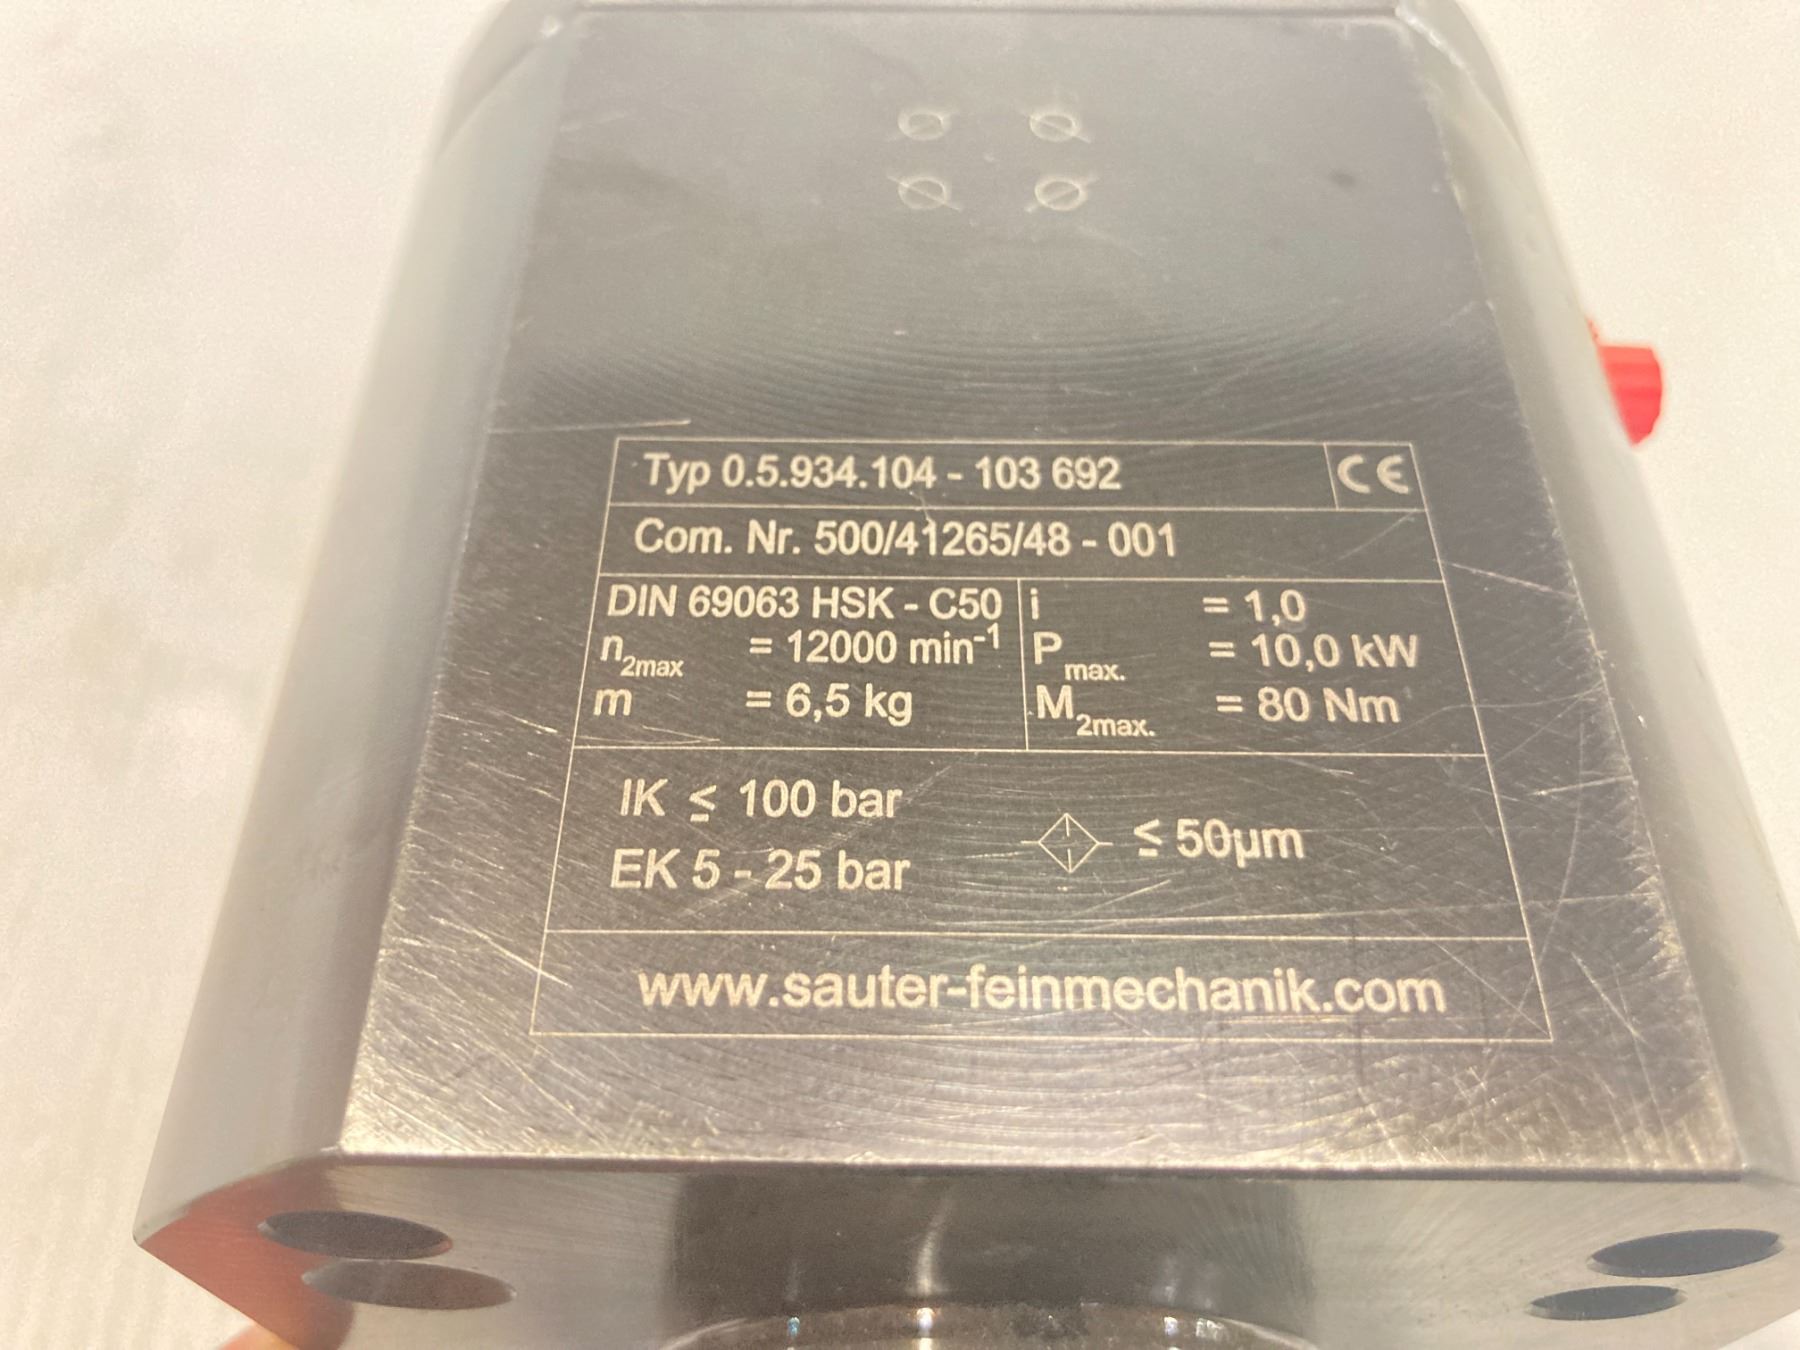 Typ 0.5.934.104 - 103 692 CE
Com. Nr. 500/41265/48 - 001
DIN 69063 HSK - C50 i = 1,0
n2max = 12000 min-1 Pmax. = 10,0 kW
m = 6,5 kg M2max. = 80 Nm
IK ≤ 100 bar
≤ 50µm
EK 5 - 25 bar
www.sauter-feinmechanik.com